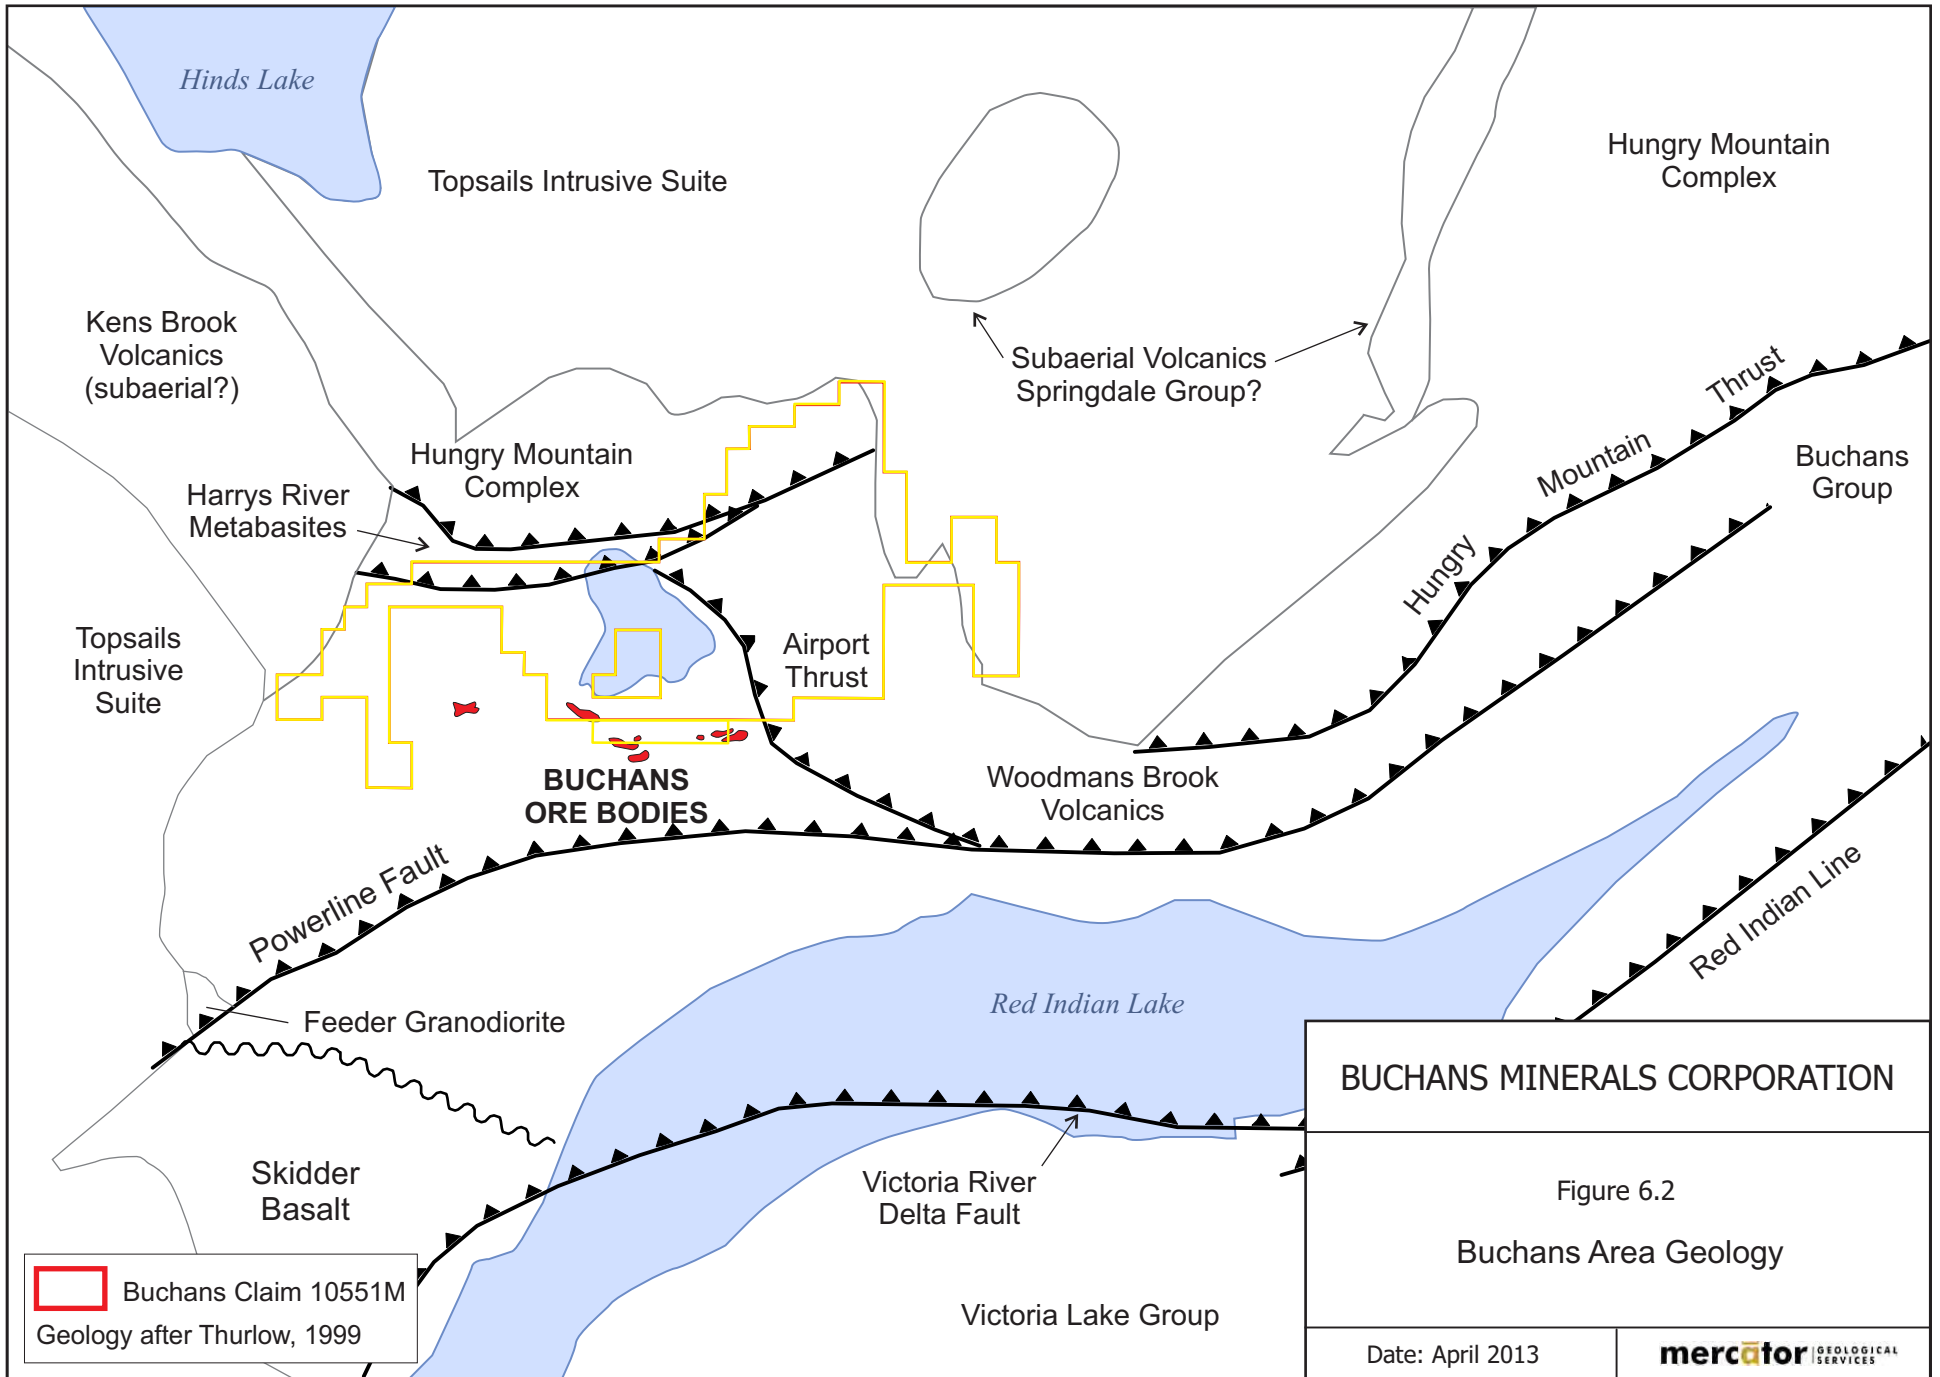 Hinds Lake
Topsails Intrusive Suite
Hungry Mountain
Complex
Kens Brook
Volcanics
(subaerial?)
Subaerial Volcanics
Springdale Group?
Hungry Mountain Thrust
Buchans
Group
Hungry Mountain
Complex
Harrys River
Metabasites
Topsails
Intrusive
Suite
Airport
Thrust
BUCHANS
ORE BODIES
Woodmans Brook
Volcanics
Powerline Fault
Red Indian Line
Feeder Granodiorite
Red Indian Lake
Skidder
Basalt
Victoria River
Delta Fault
Victoria Lake Group
Buchans Claim 10551M
Geology after Thurlow, 1999
BUCHANS MINERALS CORPORATION
Figure 6.2
Buchans Area Geology
Date: April 2013
mercātor GEOLOGICAL
SERVICES